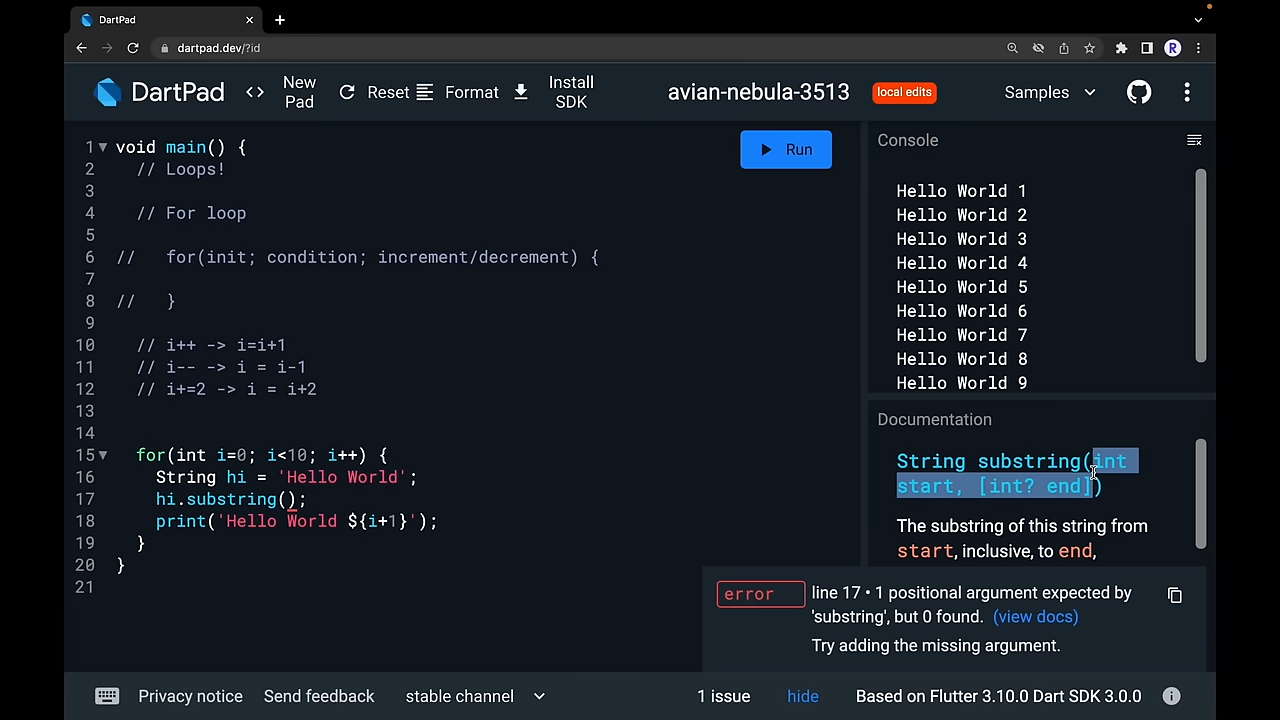 DartPad
dartpad.dev/?id
R
DartPad
New Pad
Reset
Format
Install SDK
avian-nebula-3513
local edits
Samples
1 void main() {
2 // Loops!
3
4 // For loop
5
6 // for(init; condition; increment/decrement) {
7
8 // }
9
10 // i++ -> i=i+1
11 // i-- -> i = i-1
12 // i+=2 -> i = i+2
13
14
15 for(int i=0; i<10; i++) {
16 String hi = 'Hello World';
17 hi.substring();
18 print('Hello World ${i+1}');
19 }
20 }
21
Run
Console
Hello World 1
Hello World 2
Hello World 3
Hello World 4
Hello World 5
Hello World 6
Hello World 7
Hello World 8
Hello World 9
Documentation
String substring(int
start, [int? end])
The substring of this string from
start, inclusive, to end,
error
line 17 • 1 positional argument expected by
'substring', but 0 found. (view docs)
Try adding the missing argument.
Privacy notice
Send feedback
stable channel
1 issue
hide
Based on Flutter 3.10.0 Dart SDK 3.0.0